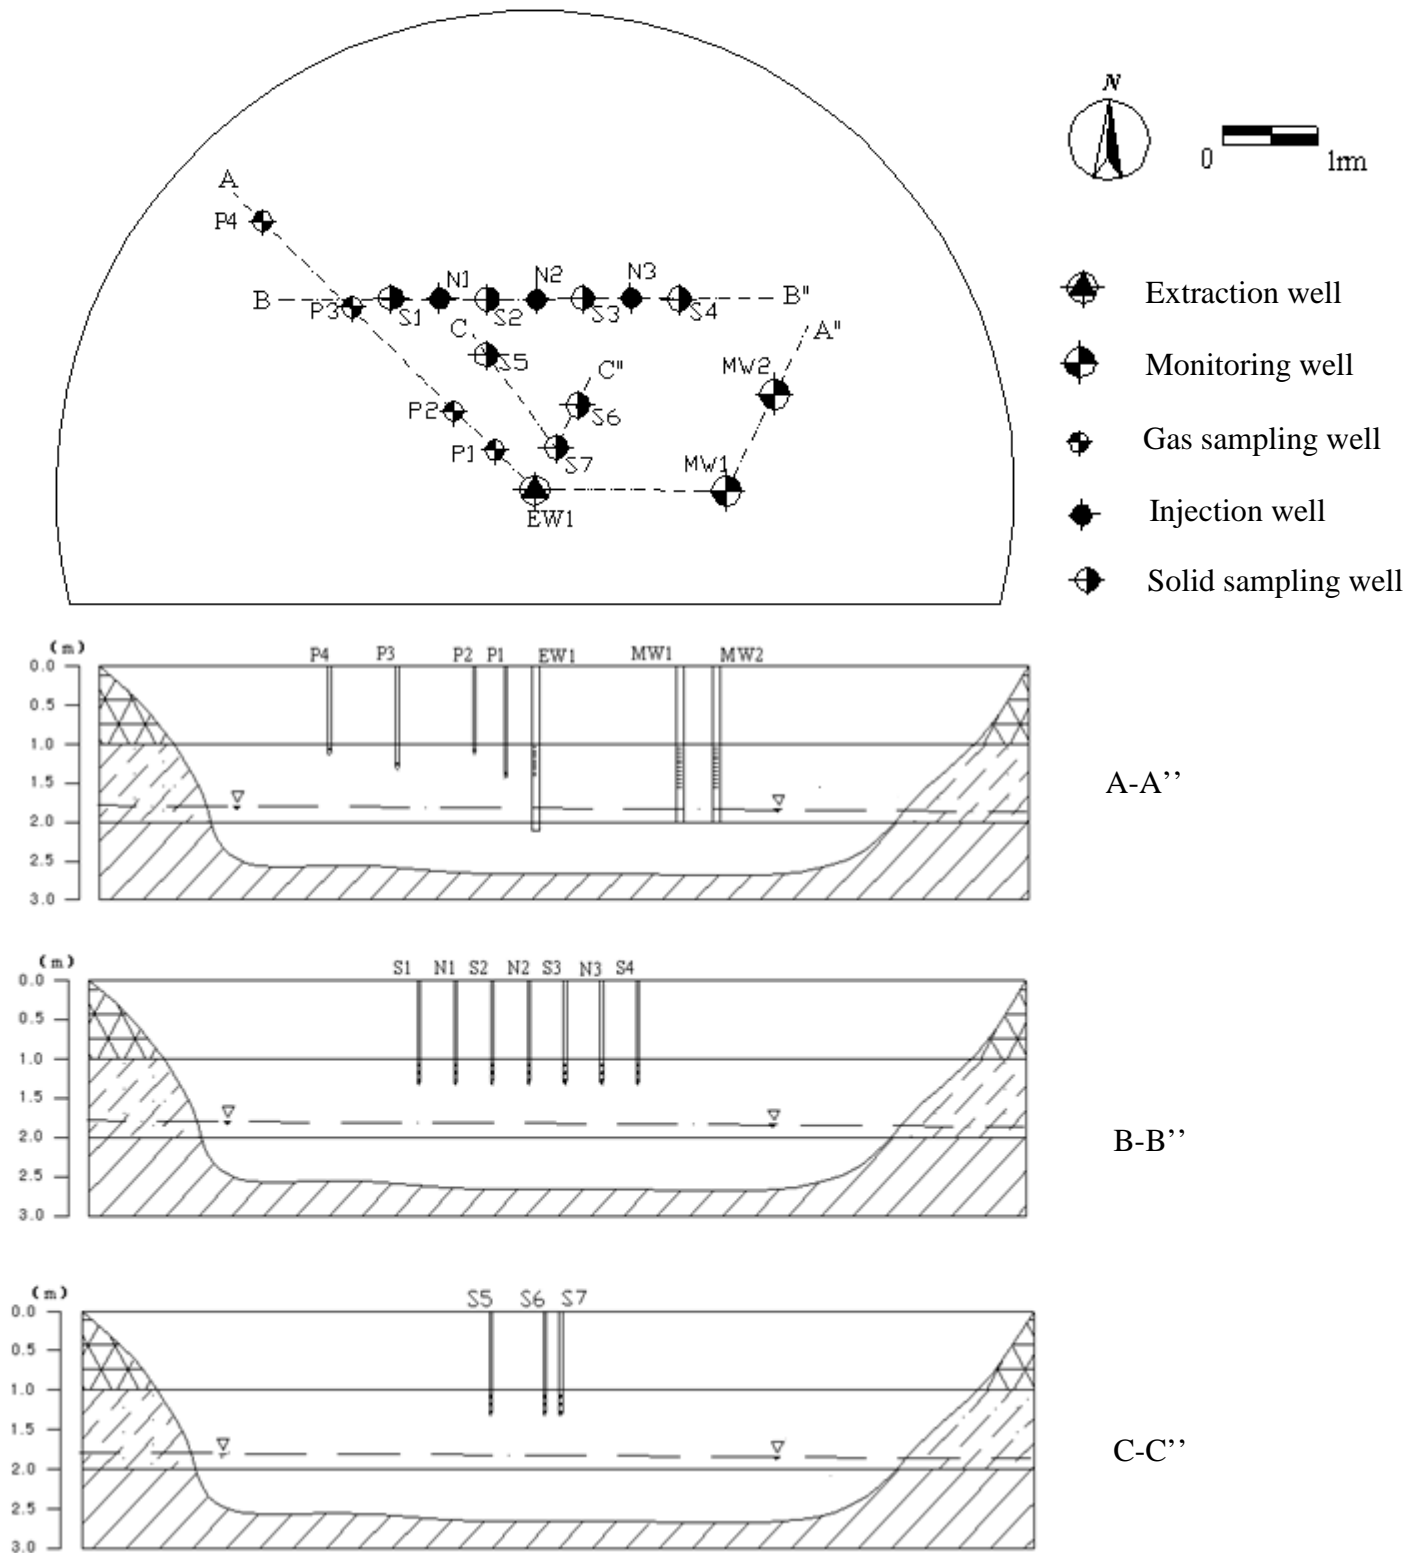 N
0 1m
A
P4
B P3 S1 N1 S2 N2 S3 N3 S4 B"
C S5 C" S6 S7
A"
MW2
P2
P1
MW1
EW1
Extraction well
Monitoring well
Gas sampling well
Injection well
Solid sampling well
(m)
P4 P3 P2 P1 EW1 MW1 MW2
0.0
0.5
1.0
1.5
2.0
2.5
3.0
A-A’’
(m)
S1 N1 S2 N2 S3 N3 S4
0.0
0.5
1.0
1.5
2.0
2.5
3.0
B-B’’
(m)
S5 S6 S7
0.0
0.5
1.0
1.5
2.0
2.5
3.0
C-C’’